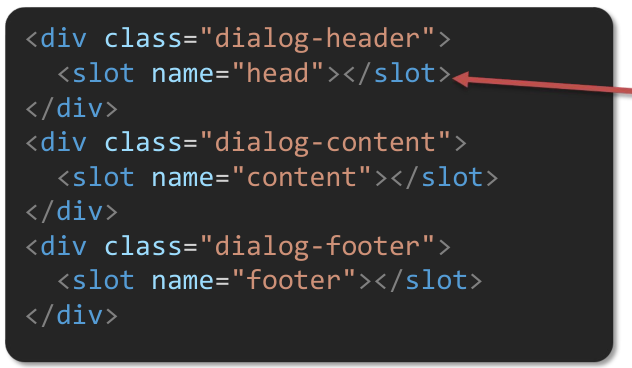 <div class="dialog-header">
  <slot name="head"></slot>
</div>
<div class="dialog-content">
  <slot name="content"></slot>
</div>
<div class="dialog-footer">
  <slot name="footer"></slot>
</div>